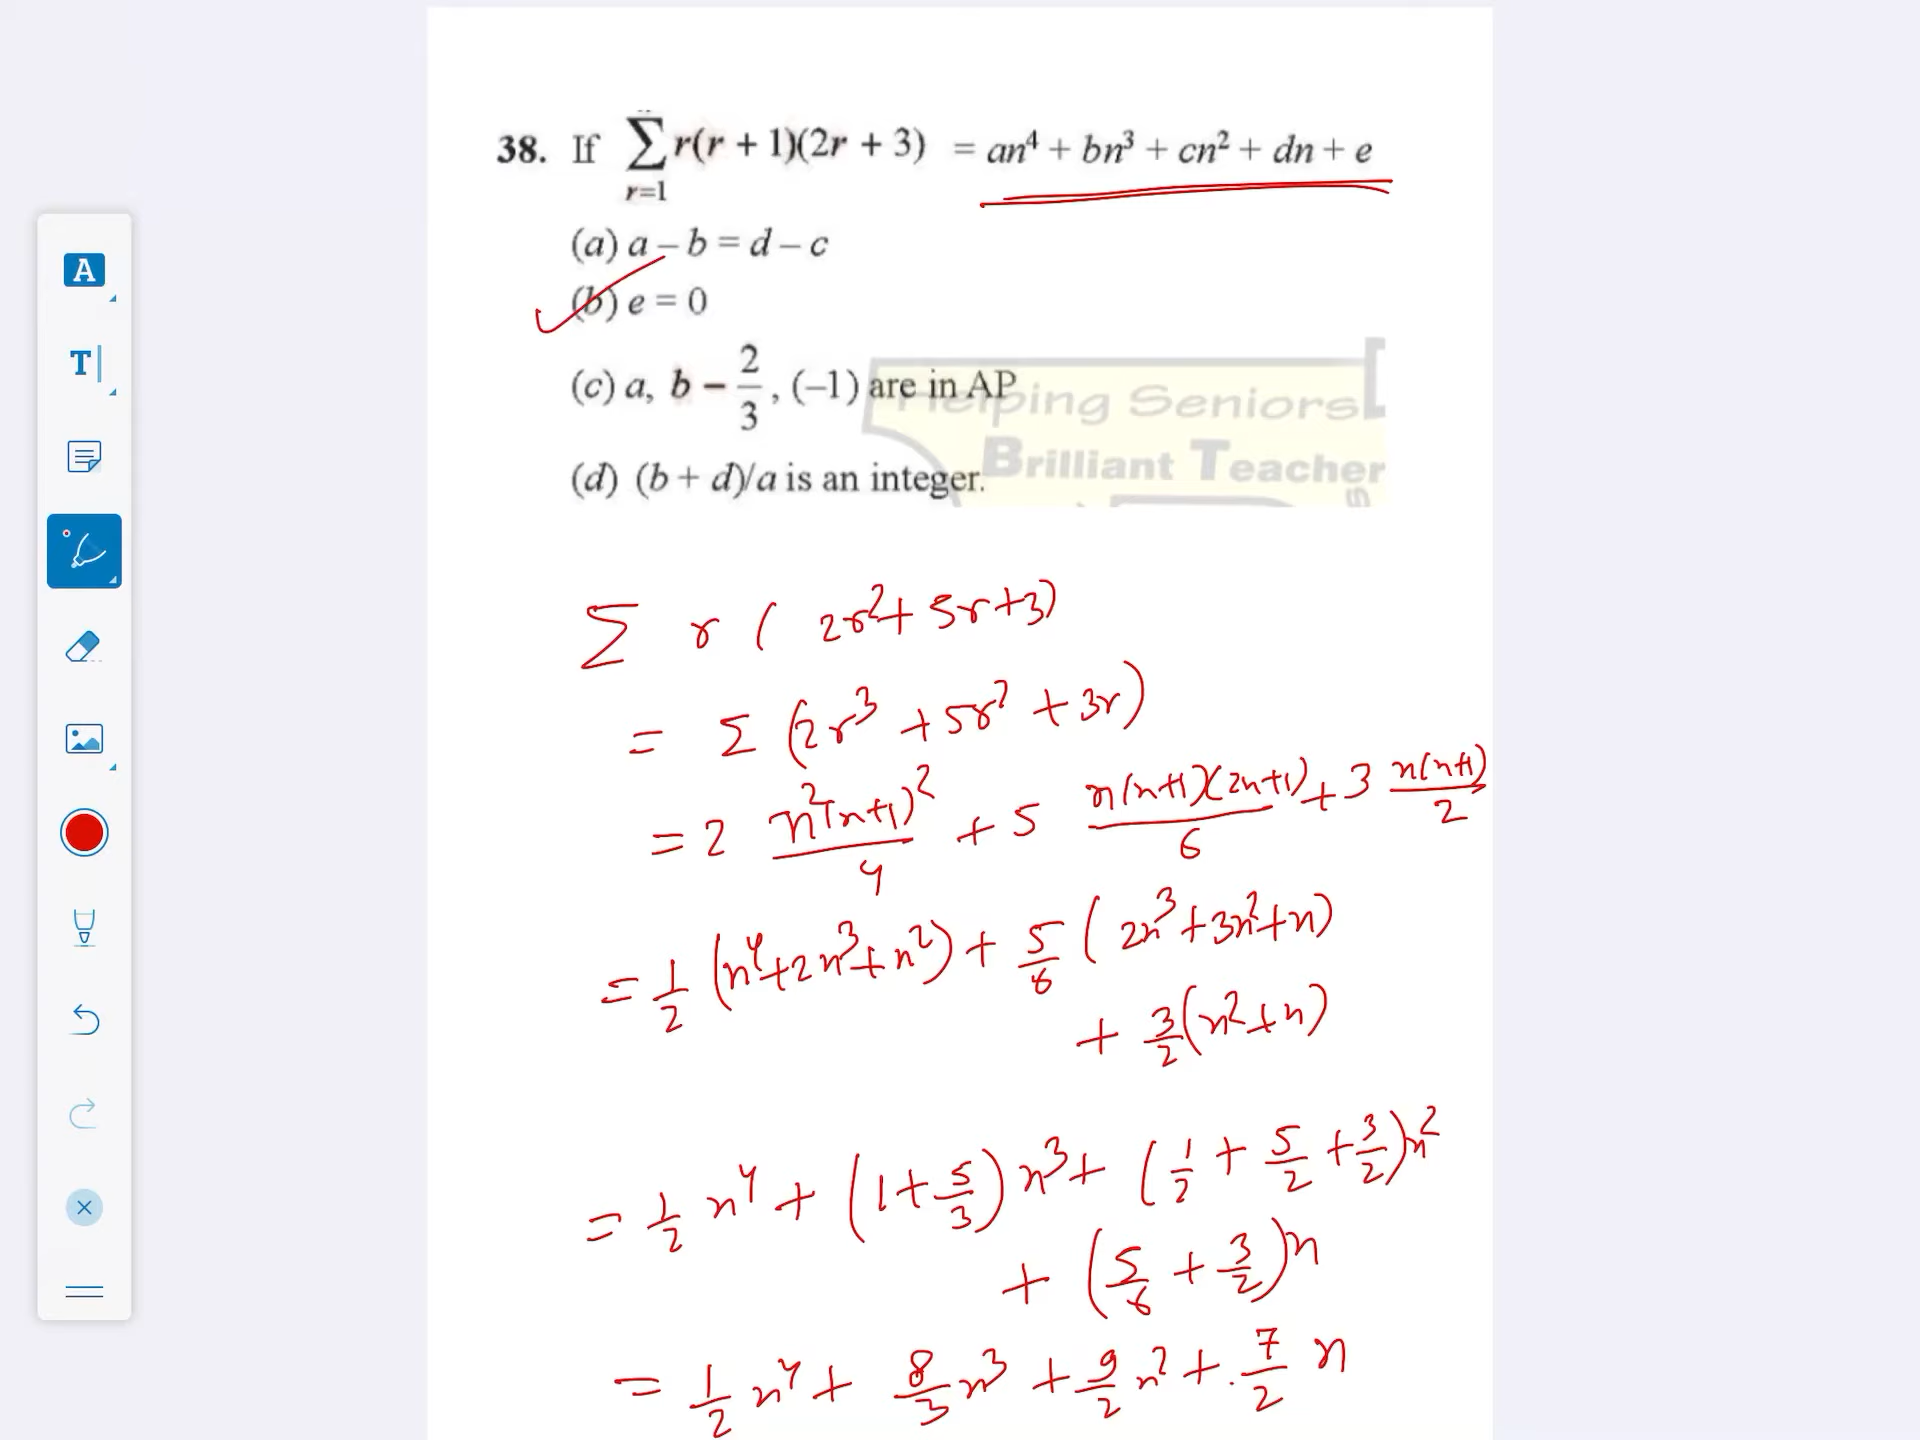 38. If ∑ r(r + 1)(2r + 3) = an⁴ + bn³ + cn² + dn + e
r=1
(a) a – b = d – c
(b) e = 0
(c) a, b – 2/3, (–1) are in AP
(d) (b + d)/a is an integer.
Helping Seniors
Brilliant Teacher
∑ r ( 2r² + 5r + 3)
= ∑ (2r³ + 5r² + 3r)
= 2 n²(n+1)²/4 + 5 n(n+1)(2n+1)/6 + 3 n(n+1)/2
= 1/2 (n⁴ + 2n³ + n²) + 5/6 ( 2n³ + 3n² + n)
+ 3/2 (n² + n)
= 1/2 n⁴ + (1 + 5/3) n³ + (1/2 + 5/2 + 3/2) n²
+ (5/6 + 3/2) n
= 1/2 n⁴ + 8/3 n³ + 9/2 n² + 7/2 n
A
T